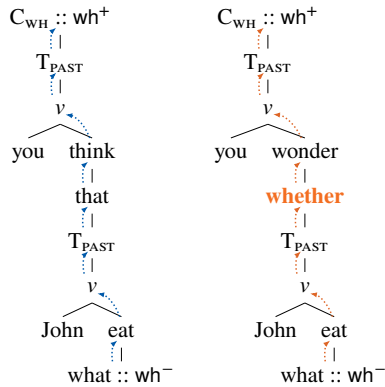 C_WH :: wh⁺
T_PAST
v
you think
that
T_PAST
v
John eat
what :: wh⁻
C_WH :: wh⁺
T_PAST
v
you wonder
whether
T_PAST
v
John eat
what :: wh⁻